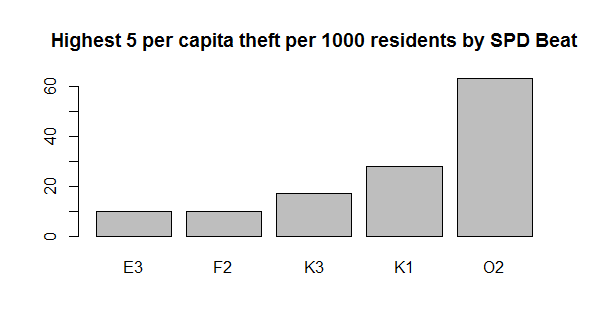 Highest 5 per capita theft per 1000 residents by SPD Beat
60
40
20
0
E3 F2 K3 K1 O2